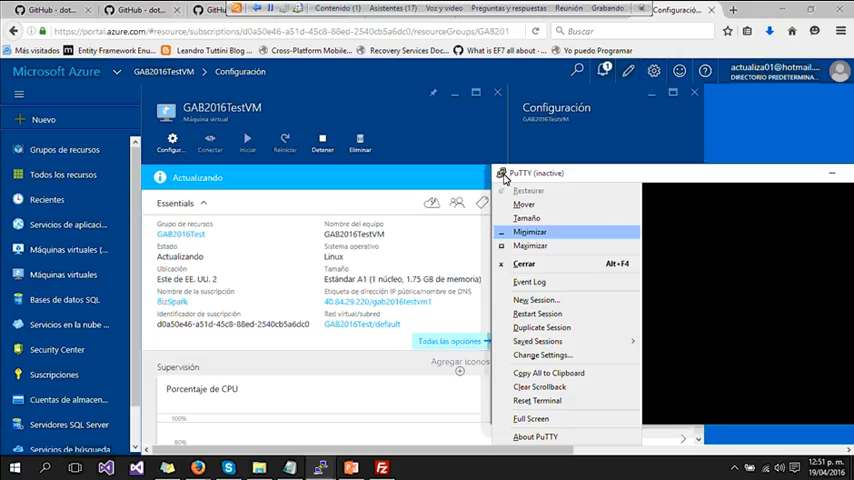 GitHub - dot...
GitHub - dot...
GitHu
Contenido (1)
Asistentes (17)
Voz y video
Preguntas y respuestas
Reunión
Grabando
Configuraci...
https://portal.azure.com/#resource/subscriptions/d0a50e46-a51d-45c8-88ed-2540cb5a6dc0/resourceGroups/GAB201
Buscar
Más visitados
Entity Framework Enu...
Blog | Leandro Tuttini Blog ...
Cross-Platform Mobile...
Recovery Services Doc...
What is EF7 all about? -...
Yo puedo Programar
Microsoft Azure
GAB2016TestVM
Configuración
1
actualiza01@hotmail....
DIRECTORIO PREDETERMINA...
Nuevo
Grupos de recursos
Todos los recursos
Recientes
Servicios de aplicaci...
Máquinas virtuales (...
Máquinas virtuales
Bases de datos SQL
Servicios en la nube ...
Security Center
Suscripciones
Cuentas de almacen...
Servidores SQL Server
Servicios de búsqueda
GAB2016TestVM
Máquina virtual
Configur...
Conectar
Iniciar
Reiniciar
Detener
Eliminar
Actualizando
Essentials
Grupo de recursos
GAB2016Test
Estado
Actualizando
Ubicación
Este de EE. UU. 2
Nombre de la suscripción
BizSpark
Identificador de suscripción
d0a50e46-a51d-45c8-88ed-2540cb5a6dc0
Nombre del equipo
GAB2016TestVM
Sistema operativo
Linux
Tamaño
Estándar A1 (1 núcleo, 1.75 GB de memoria)
Etiqueta de dirección IP pública/nombre de DNS
40.84.29.220/gab2016testvm1
Red virtual/subred
GAB2016Test/default
Todas las opciones
Supervisión
Agregar iconos
Porcentaje de CPU
100%
80%
Configuración
GAB2016TestVM
PuTTY (inactive)
Restaurar
Mover
Tamaño
Minimizar
Maximizar
Cerrar Alt+F4
Event Log
New Session...
Restart Session
Duplicate Session
Saved Sessions
Change Settings...
Copy All to Clipboard
Clear Scrollback
Reset Terminal
Full Screen
About PuTTY
12:51 p. m.
19/04/2016